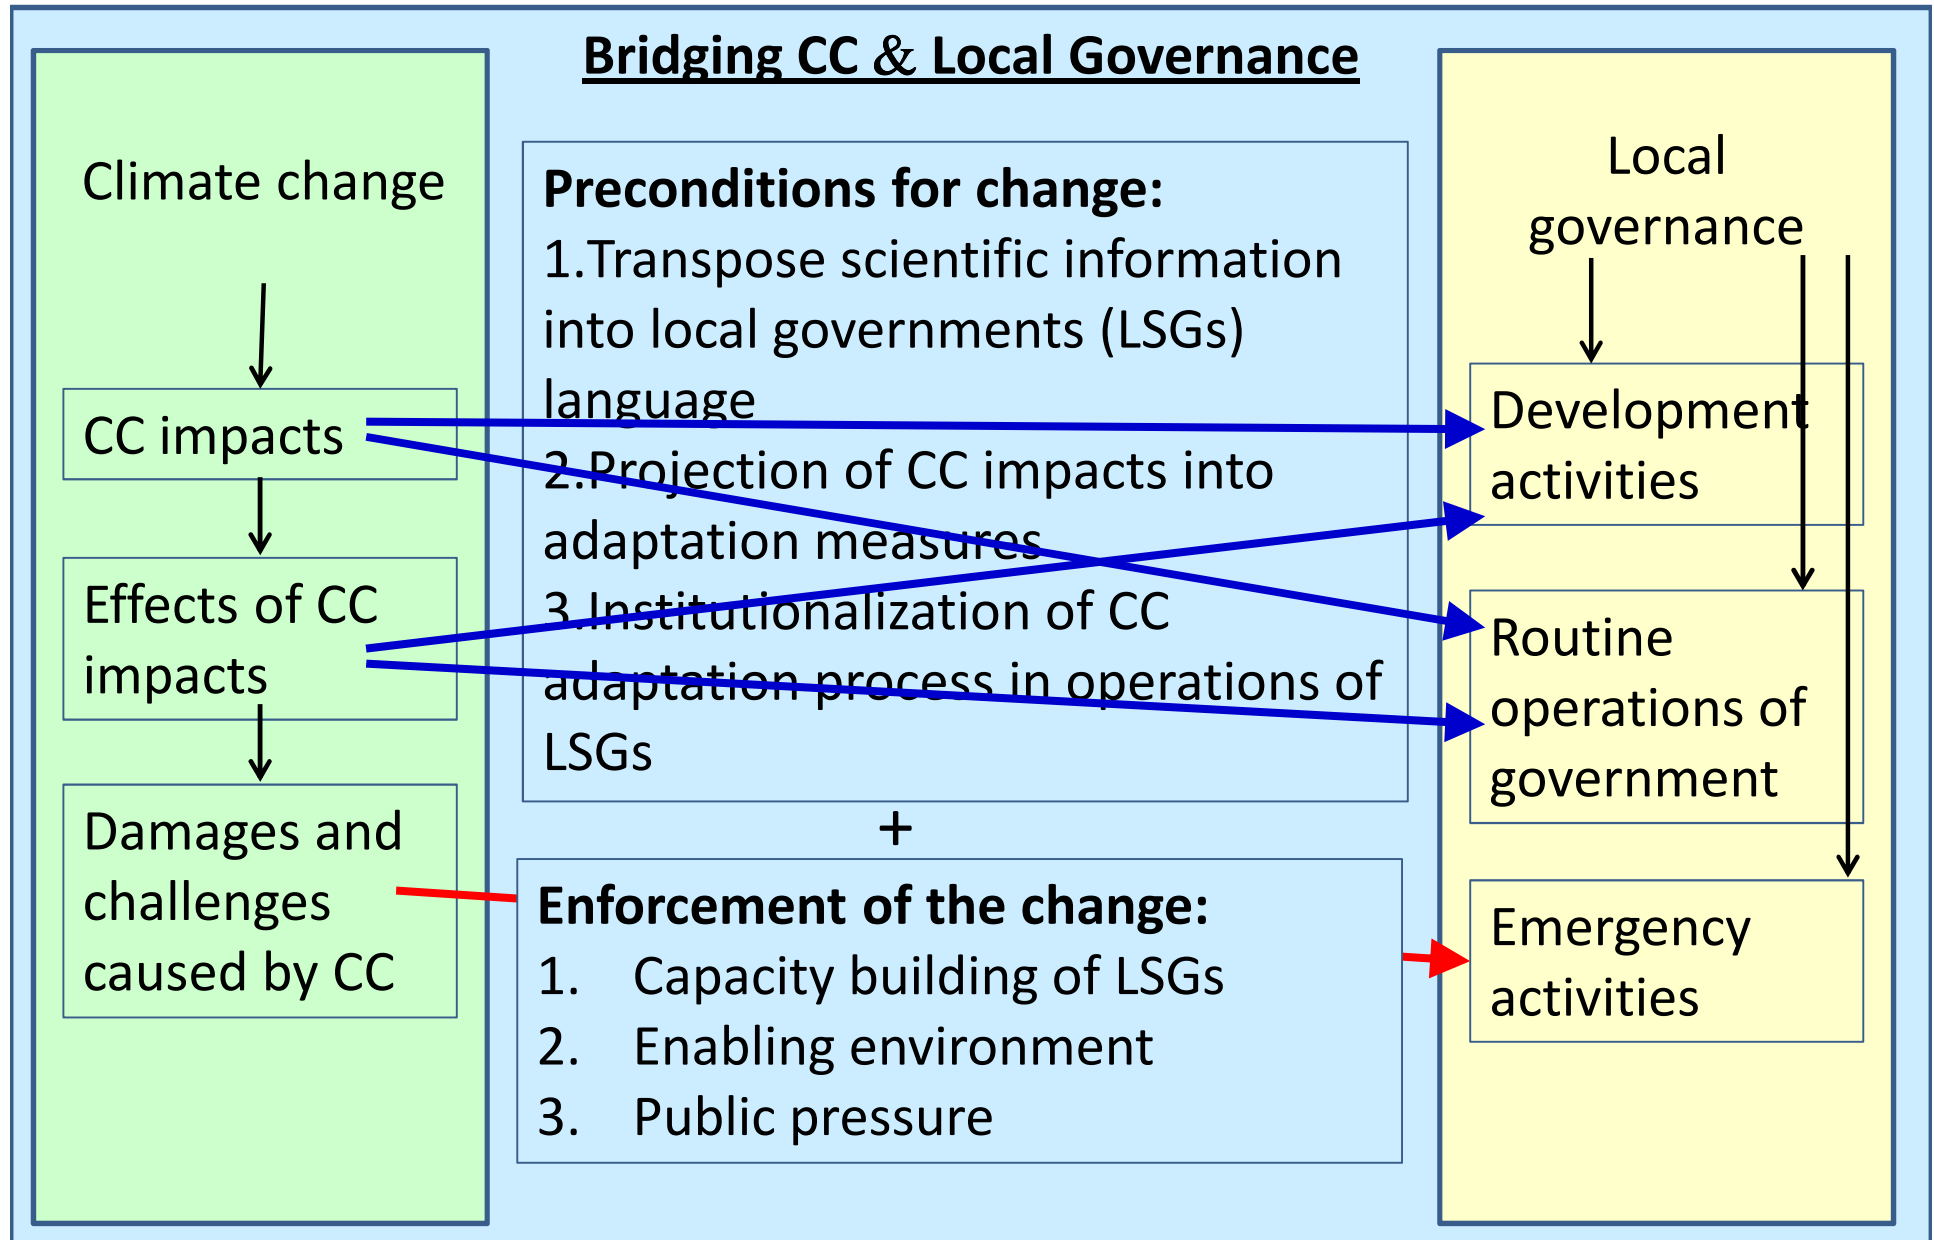 Bridging CC & Local Governance
Climate change
CC impacts
Effects of CC
impacts
Damages and
challenges
caused by CC
Preconditions for change:
1.Transpose scientific information
into local governments (LSGs)
language
2.Projection of CC impacts into
adaptation measures
3.Institutionalization of CC
adaptation process in operations of
LSGs
+
Enforcement of the change:
1. Capacity building of LSGs
2. Enabling environment
3. Public pressure
Local
governance
Development
activities
Routine
operations of
government
Emergency
activities